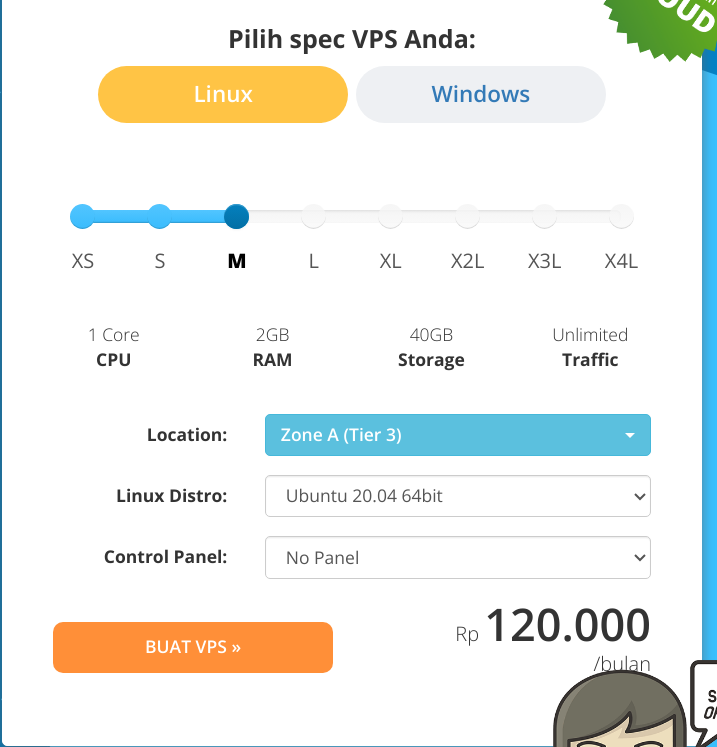 OUD
Pilih spec VPS Anda:
Linux Windows
XS S M L XL X2L X3L X4L
1 Core 2GB 40GB Unlimited
CPU RAM Storage Traffic
Location: Zone A (Tier 3)
Linux Distro: Ubuntu 20.04 64bit
Control Panel: No Panel
BUAT VPS » Rp 120.000
/bulan